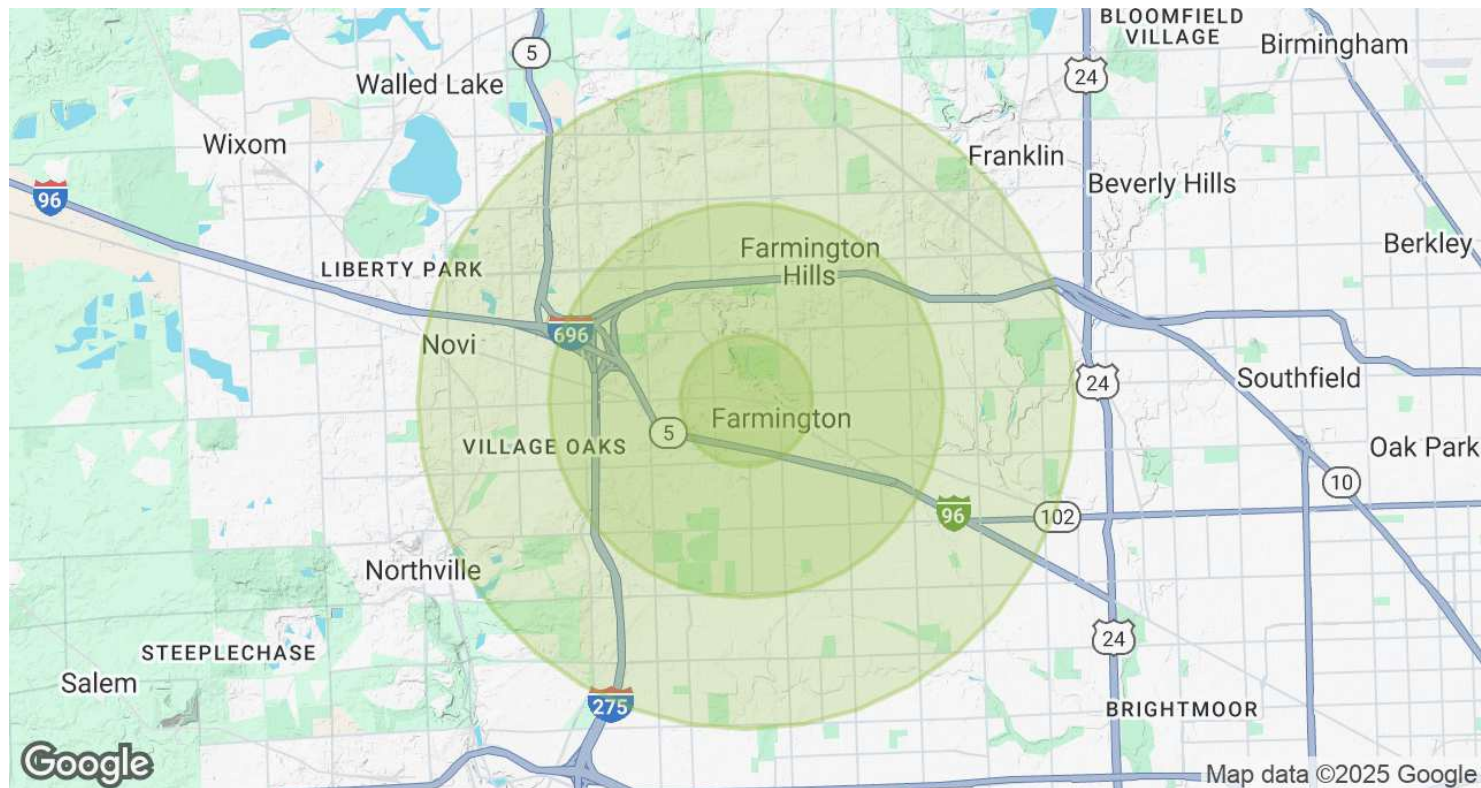 BLOOMFIELD
VILLAGE
Birmingham
5
24
Walled Lake
Wixom
Franklin
96
Beverly Hills
Farmington
Hills
Berkley
LIBERTY PARK
696
Novi
24
Southfield
Farmington
5
VILLAGE OAKS
Oak Park
10
96
102
Northville
24
STEEPLECHASE
Salem
275
BRIGHTMOOR
Google
Map data ©2025 Google